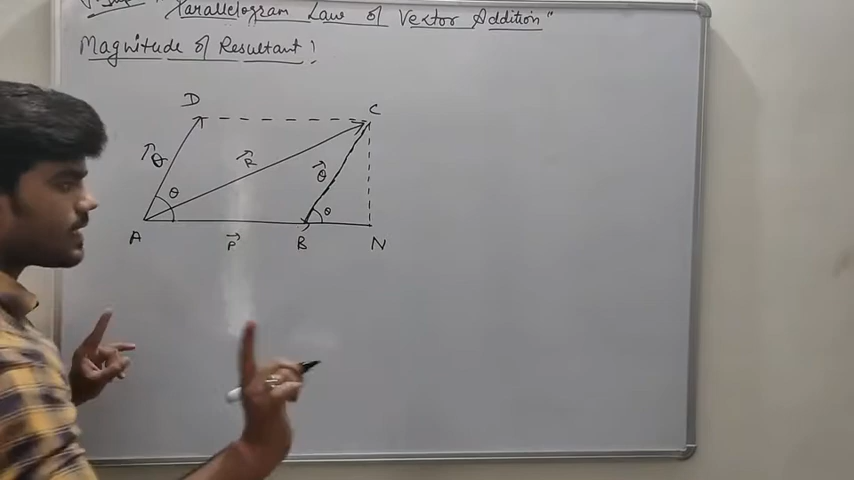 Parallelogram Law of Vector Addition"
Magnitude of Resultant :
D
C
Q
R
Q
θ
θ
A
P
B
N